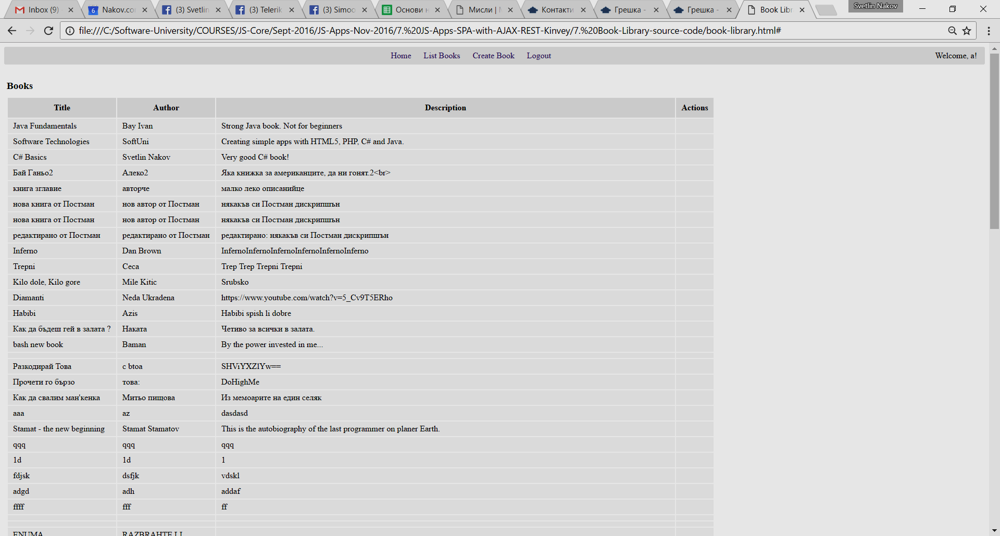 Inbox (9)
Nakov.co
(3) Svetlin
(3) Telerik
(3) Simoo
Основи н
Мисли |
Контакти
Грешка -
Грешка -
Book Libr
Svetlin Nakov
file:///C:/Software-University/COURSES/JS-Core/Sept-2016/JS-Apps-Nov-2016/7.%20JS-Apps-SPA-with-AJAX-REST-Kinvey/7.%20Book-Library-source-code/book-library.html#
Home List Books Create Book Logout Welcome, a!
Books
Title Author Description Actions
Java Fundamentals Bay Ivan Strong Java book. Not for beginners
Software Technologies SoftUni Creating simple apps with HTML5, PHP, C# and Java.
C# Basics Svetlin Nakov Very good C# book!
Бай Ганьо2 Алеко2 Яка книжка за американците, да ни гонят.2<br>
книга зглавие авторче малко леко описанийце
нова книга от Постман нов автор от Постман някакъв си Постман дискрипшън
нова книга от Постман нов автор от Постман някакъв си Постман дискрипшън
редактирано от Постман редактирано от Постман редактирано: някакъв си Постман дискрипшън
Inferno Dan Brown InfernoInfernoInfernoInfernoInfernoInferno
Trepni Ceca Trep Trep Trepni Trepni
Kilo dole, Kilo gore Mile Kitic Srubsko
Diamanti Neda Ukradena https://www.youtube.com/watch?v=5_Cv9T5ERho
Habibi Azis Habibi spish li dobre
Как да бъдеш гей в залата ? Наката Четиво за всички в залата.
bash new book Baman By the power invested in me...
Разкодирай Това с btoa SHViYXZlYw==
Прочети го бързо това: DoHighMe
Как да свалим ман'кенка Митьо пищова Из мемоарите на един селяк
aaa az dasdasd
Stamat - the new beginning Stamat Stamatov This is the autobiography of the last programmer on planer Earth.
qqq qqq qqq
1d 1d 1
fdjsk dsfjk vdskl
adgd adh addaf
ffff fff ff
ENUMA RAZBRAHTE LI